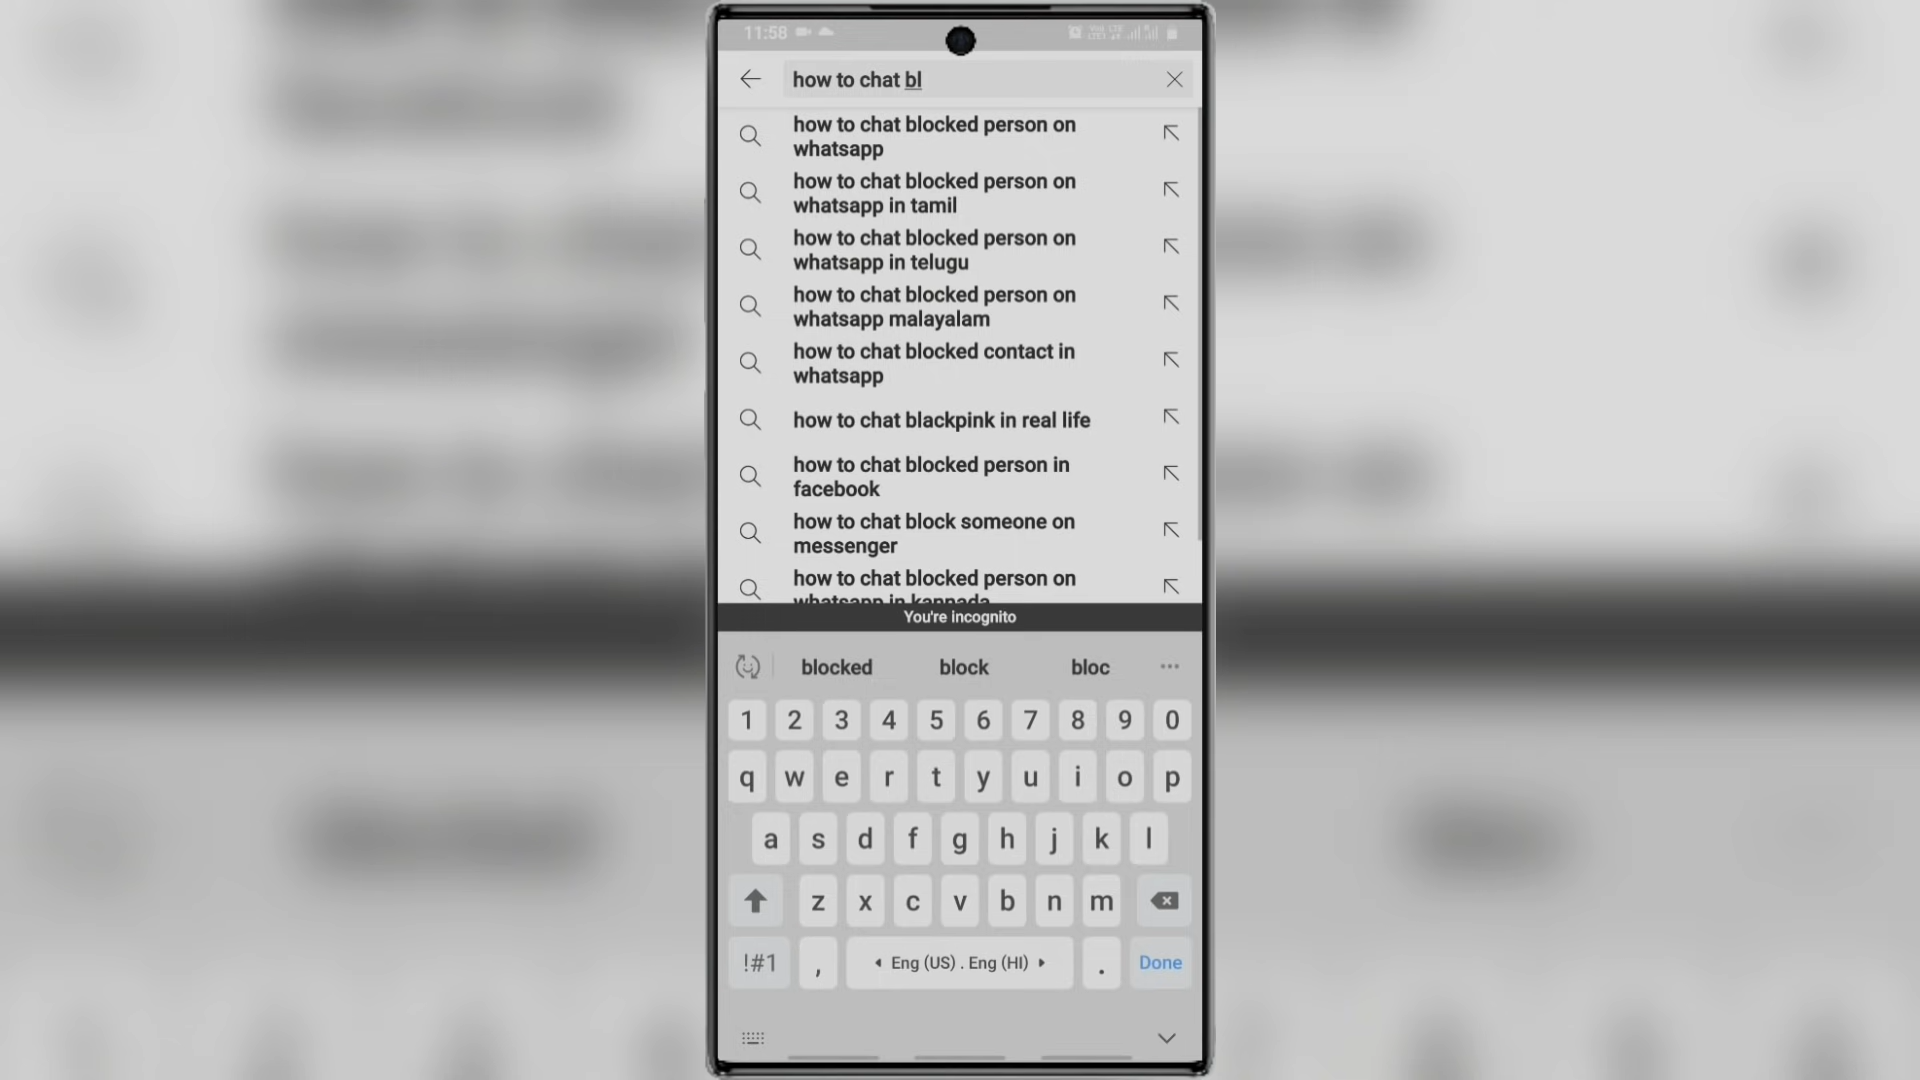 11:58
how to chat bl
how to chat blocked person on
whatsapp
how to chat blocked person on
whatsapp in tamil
how to chat blocked person on
whatsapp in telugu
how to chat blocked person on
whatsapp malayalam
how to chat blocked contact in
whatsapp
how to chat blackpink in real life
how to chat blocked person in
facebook
how to chat block someone on
messenger
how to chat blocked person on
whatsapp in kannada
You're incognito
blocked block bloc
1 2 3 4 5 6 7 8 9 0
q w e r t y u i o p
a s d f g h j k l
z x c v b n m
!#1 , Eng (US) . Eng (HI) . Done